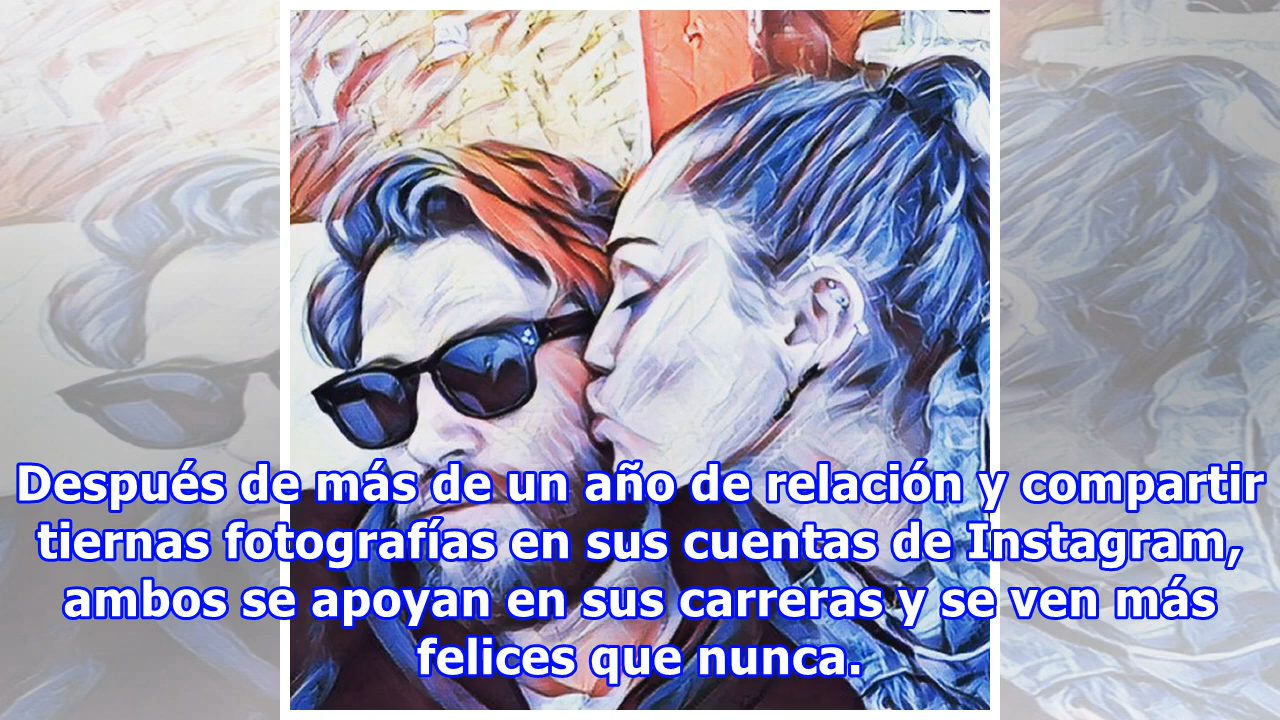 Después de más de un año de relación y compartir
tiernas fotografías en sus cuentas de Instagram,
ambos se apoyan en sus carreras y se ven más
felices que nunca.